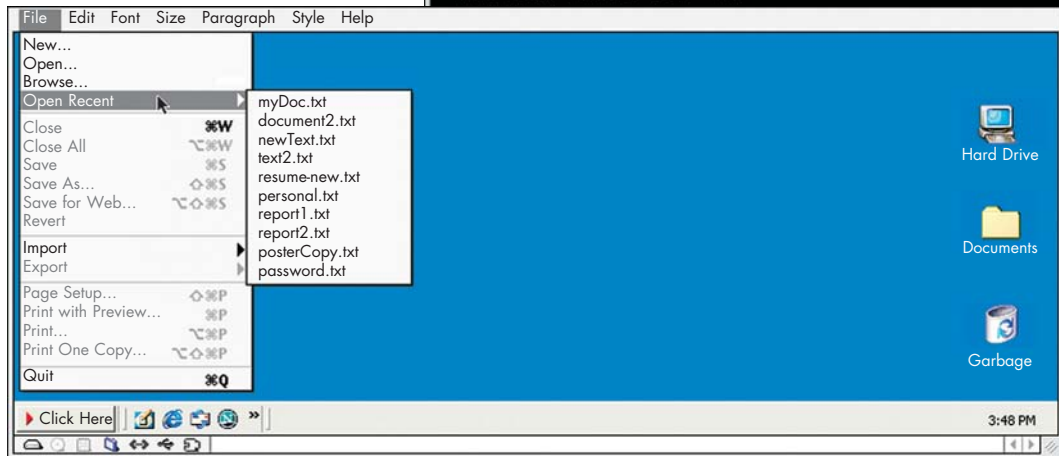 File Edit Font Size Paragraph Style Help
New...
Open...
Browse...
Open Recent
Close ⌘W
Close All ⌥⌘W
Save ⌘S
Save As... ⇧⌘S
Save for Web... ⌥⇧⌘S
Revert
Import
Export
Page Setup... ⇧⌘P
Print with Preview... ⌘P
Print... ⌥⌘P
Print One Copy... ⌥⇧⌘P
Quit ⌘Q
myDoc.txt
document2.txt
newText.txt
text2.txt
resume-new.txt
personal.txt
report1.txt
report2.txt
posterCopy.txt
password.txt
Hard Drive
Documents
Garbage
Click Here
3:48 PM